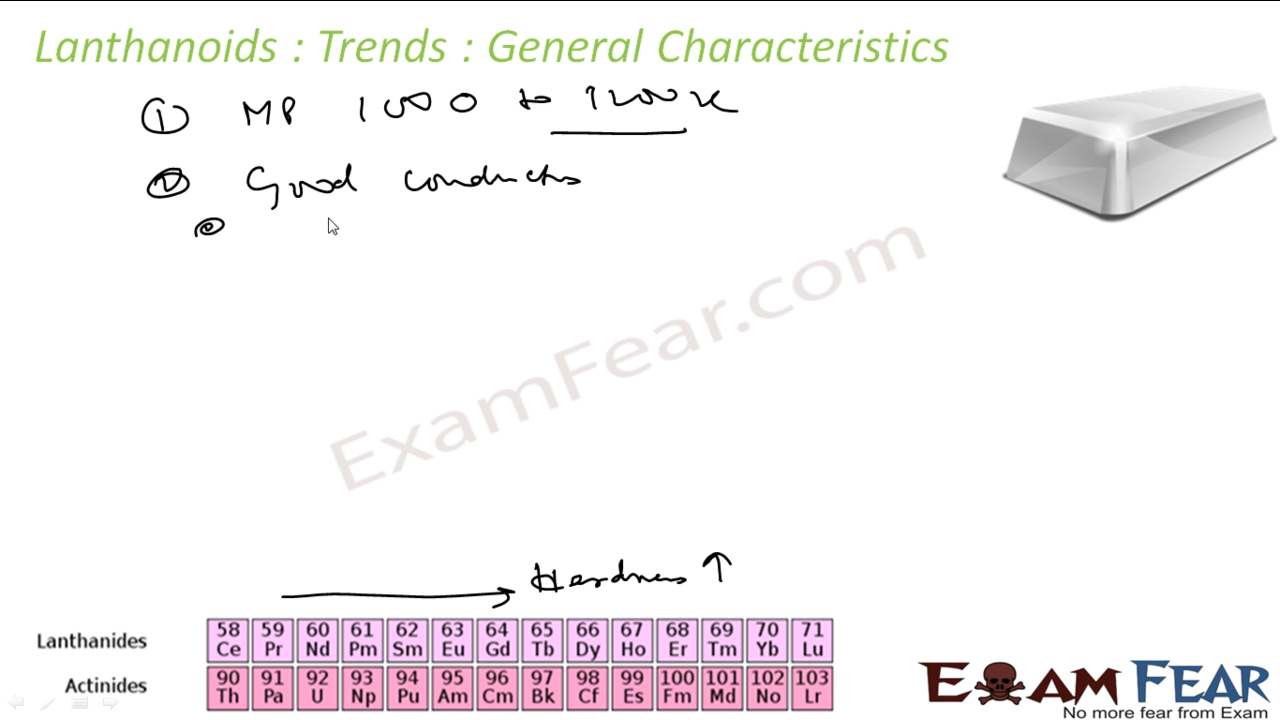 Lanthanoids : Trends : General Characteristics
① MP 1000 to 1200K
② Good conductors
ExamFear.com
Hardness ↑
Lanthanides 58 Ce 59 Pr 60 Nd 61 Pm 62 Sm 63 Eu 64 Gd 65 Tb 66 Dy 67 Ho 68 Er 69 Tm 70 Yb 71 Lu
Actinides 90 Th 91 Pa 92 U 93 Np 94 Pu 95 Am 96 Cm 97 Bk 98 Cf 99 Es 100 Fm 101 Md 102 No 103 Lr
EXAMFEAR
No more fear from Exam